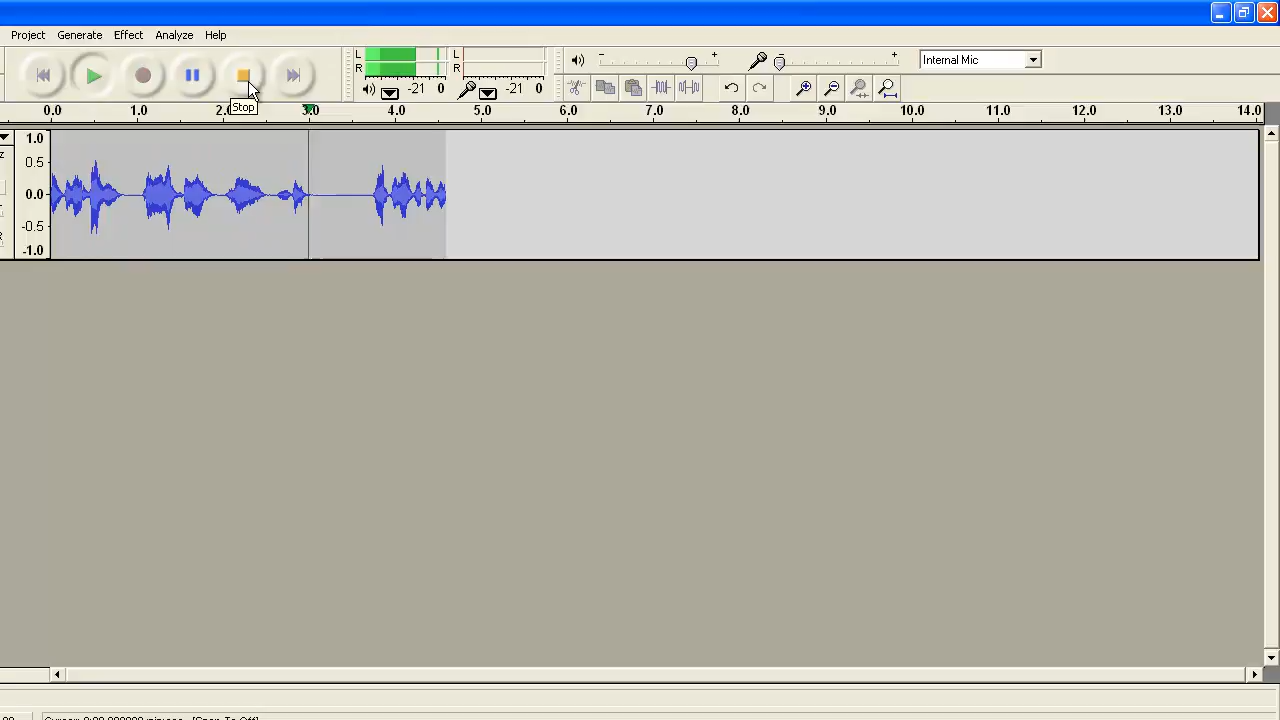 Project Generate Analyze Effect Help
L L
R R
Internal Mic
-21 0 -21 0
Stop
0.0 1.0 2.0 3.0 4.0 5.0 6.0 7.0 8.0 9.0 10.0 11.0 12.0 13.0 14.0
z 1.0
0.5
0.0
-0.5
R
-1.0